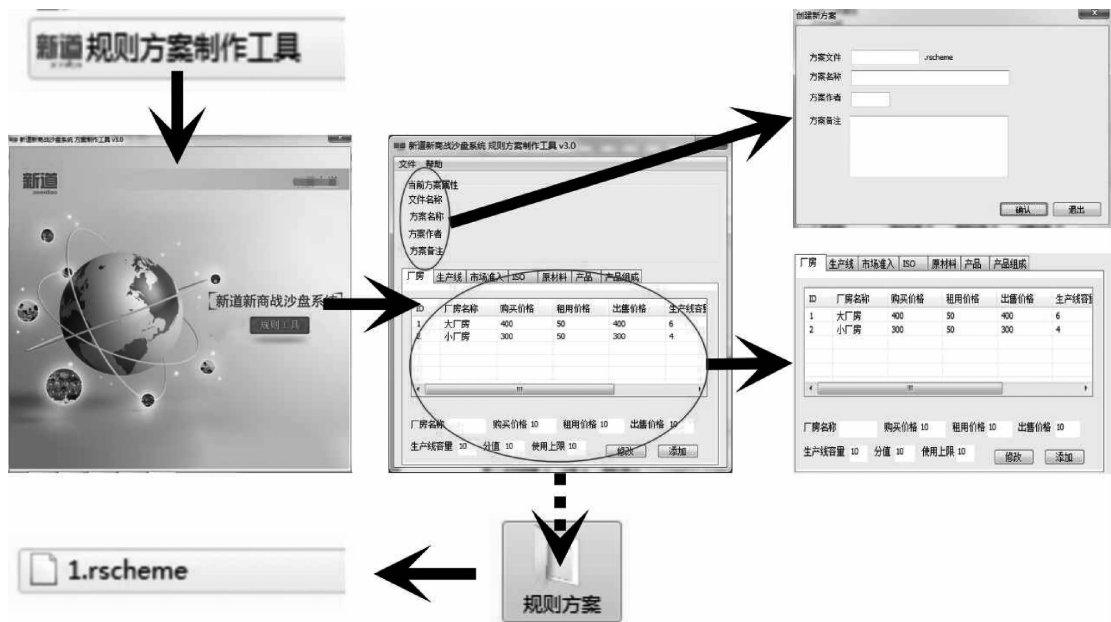 新道 规则方案制作工具
新道新商战沙盘系统 方案制作工具 v3.0
新道
新道新商战沙盘系统
规则工具
新道新商战沙盘系统 规则方案制作工具 v3.0
文件 帮助
当前方案属性
文件名称
方案名称
方案作者
方案备注
厂房 生产线 市场准入 ISO 原材料 产品 产品组成
ID 厂房名称 购买价格 租用价格 出售价格 生产线容量
1 大厂房 400 50 400 6
2 小厂房 300 50 300 4
厂房名称 购买价格 10 租用价格 10 出售价格 10
生产线容量 10 分值 10 使用上限 10 修改 添加
创建新方案
方案文件 .rscheme
方案名称
方案作者
方案备注
确认 退出
厂房 生产线 市场准入 ISO 原材料 产品 产品组成
ID 厂房名称 购买价格 租用价格 出售价格 生产线容量
1 大厂房 400 50 400 6
2 小厂房 300 50 300 4
厂房名称 购买价格 10 租用价格 10 出售价格 10
生产线容量 10 分值 10 使用上限 10 修改 添加
规则方案
1.rscheme